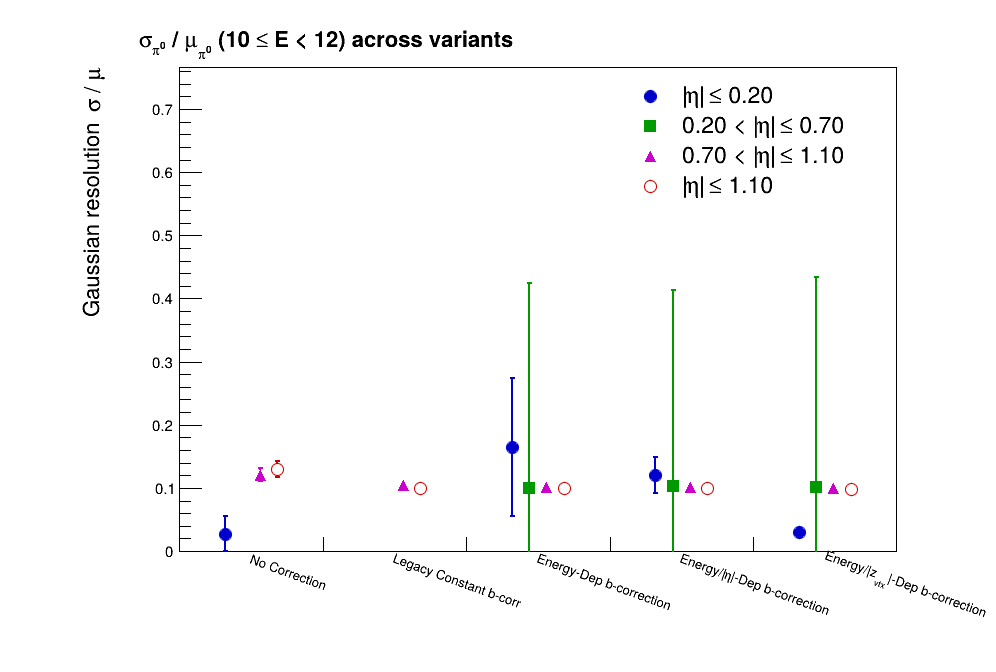 σπ⁰ / μπ⁰ (10 ≤ E < 12) across variants
Gaussian resolution σ / μ
|η| ≤ 0.20
0.20 < |η| ≤ 0.70
0.70 < |η| ≤ 1.10
|η| ≤ 1.10
0.7
0.6
0.5
0.4
0.3
0.2
0.1
0
No Correction
Legacy Constant b-corr
Energy-Dep b-correction
Energy/|η|-Dep b-correction
Energy/|z_vtx|-Dep b-correction